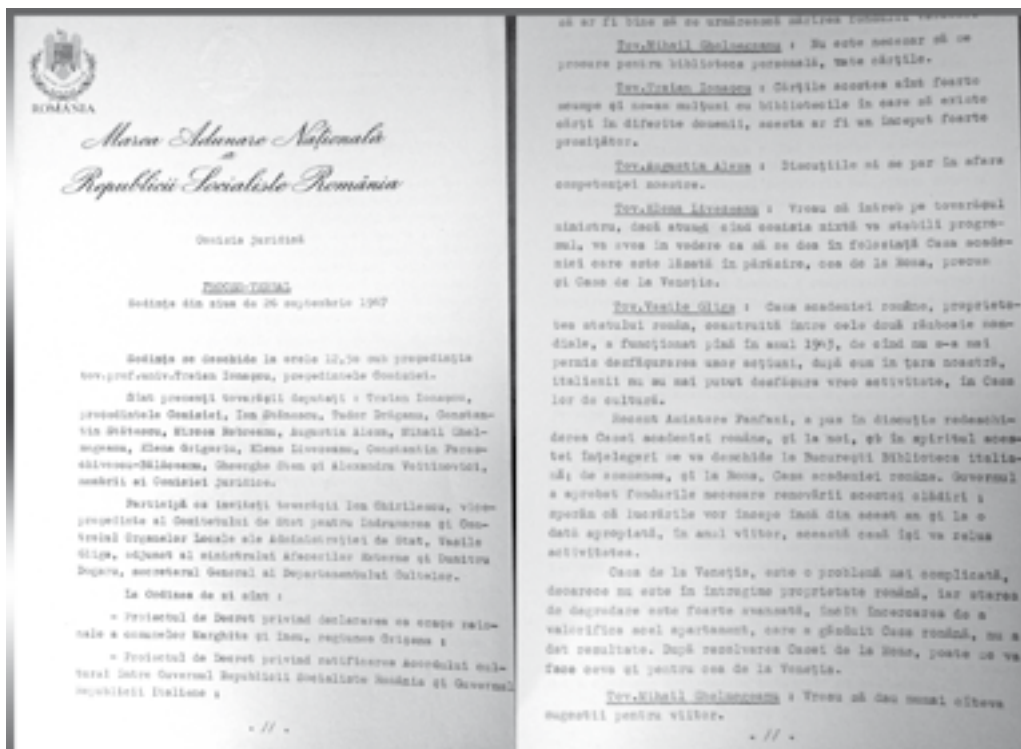 ROMÂNIA
Marea Adunare Națională
a
Republicii Socialiste România
Comisia juridică
PROCES-VERBAL
Ședința din ziua de 26 septembrie 1967
Ședința se deschide la orele 12,30 sub președinția
tov.prof.univ.Traian Ionașcu, președintele Comisiei.
Sînt prezenți tovarășii deputați : Traian Ionașcu,
președintele Comisiei, Ion Stănescu, Tudor Drăganu, Constan-
tin Stătescu, Mircea Rebreanu, Augustin Alexa, Mihail Ghel-
megeanu, Elena Grigoriu, Elena Livezeanu, Constantin Paras-
chivescu-Bălăceanu, Gheorghe Stan și Alexandru Voitinovici,
membrii ai Comisiei juridice.
Participă ca invitați tovarășii Ion Chirilescu, vice-
președinte al Comitetului de Stat pentru Îndrumarea și Con-
trolul Organelor Locale ale Administrației de Stat, Vasile
Gliga, adjunct al ministrului Afacerilor Externe și Dumitru
Dogaru, secretarul General al Departamentului Cultelor.
La Ordinea de zi sînt :
- Proiectul de Decret privind declararea ca orașe raio-
nale a comunelor Marghita și Ineu, regiunea Crișana ;
- Proiectul de Decret privind ratificarea Acordului cul-
tural între Guvernul Republicii Socialiste România și Guvernul
Republicii Italiene ;
- // -
că ar fi bine să se urmărească mărirea
Tov.Mihail Ghelmegeanu : Nu este necesar să se
procure pentru biblioteca personală, toate cărțile.
Tov.Traian Ionașcu : Cărțile acestea sînt foarte
scumpe și ne-am mulțumi cu bibliotecile în care să existe
cărți în diferite domenii, acesta ar fi un început foarte
promițător.
Tov.Augustin Alexa : Discuțiile mi se par în afara
competenței noastre.
Tov.Elena Livezeanu : Vreau să întreb pe tovarășul
ministru, dacă atunci cînd comisia mixtă va stabili progra-
mul, va avea în vedere ca să se dea în folosință Casa acade-
miei care este lăsată în părăsire, cea de la Roma, precum
și Casa de la Veneția.
Tov.Vasile Gliga : Casa academiei române, proprieta-
tea statului român, construită între cele două războaie mon-
diale, a funcționat pînă în anul de cînd nu s-a mai
permis desfășurarea unor acțiuni, după cum în țara noastră,
italienii nu au mai putut desfășura vreo activitate, în Casa
lor de cultură.
Recent Amintore Fanfani, a pus în discuție redeschi-
derea Casei academiei române, și la noi, și în spiritul aces-
tei înțelegeri se va deschide la București Biblioteca italia-
nă; de asemenea, și la Roma, Casa academiei române. Guvernul
a aprobat fondurile necesare renovării acestei clădiri ;
sperăm că lucrările vor începe încă din acest an și la o
dată apropiată, în anul viitor, această casă își va relua
activitatea.
Casa de la Veneția, este o problemă mai complicată,
deoarece nu este în întregime proprietate română, iar starea
de degradare este foarte avansată, încît încercarea de a
valorifica acel apartament, care a găzduit Casa română, nu a
dat rezultate. După rezolvarea Casei de la Roma, poate se va
face ceva și pentru cea de la Veneția.
Tov.Mihail Ghelmegeanu : Vreau să dau numai cîteva
sugestii pentru viitor.
- // -